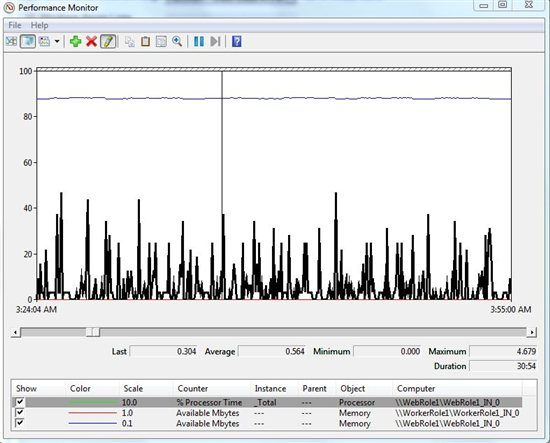 Performance Monitor
File Help
100
80
60
40
20
0
3:24:04 AM 3:55:00 AM
Last 0.304 Average 0.564 Minimum 0.000 Maximum 4.679
Duration 30:54
Show Color Scale Counter Instance Parent Object Computer
10.0 % Processor Time _Total --- Processor \\WebRole1\WebRole1_IN_0
1.0 Available Mbytes --- --- Memory \\WorkerRole1\WorkerRole1_IN_0
0.1 Available Mbytes --- --- Memory \\WebRole1\WebRole1_IN_0